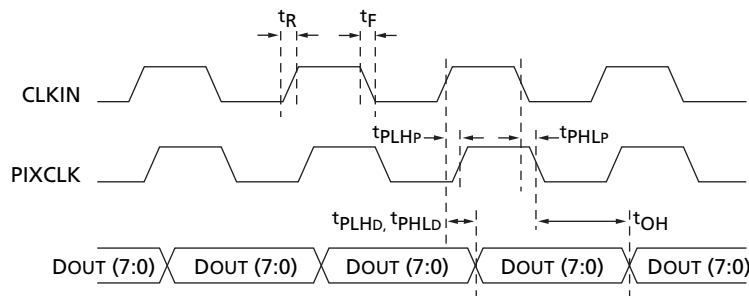 tR tF
CLKIN
tPLHP tPHLP
PIXCLK
tPLHD, tPHLD tOH
DOUT (7:0) DOUT (7:0) DOUT (7:0) DOUT (7:0) DOUT (7:0)